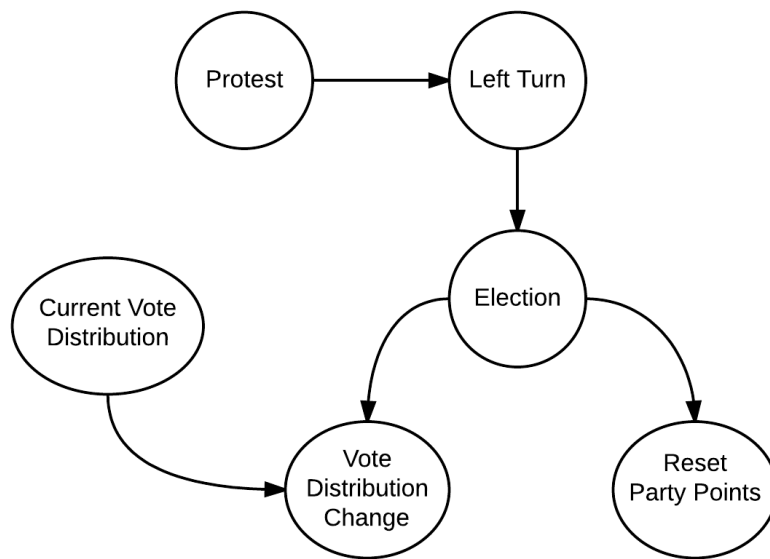 Protest
Left Turn
Election
Current Vote
Distribution
Vote
Distribution
Change
Reset
Party Points